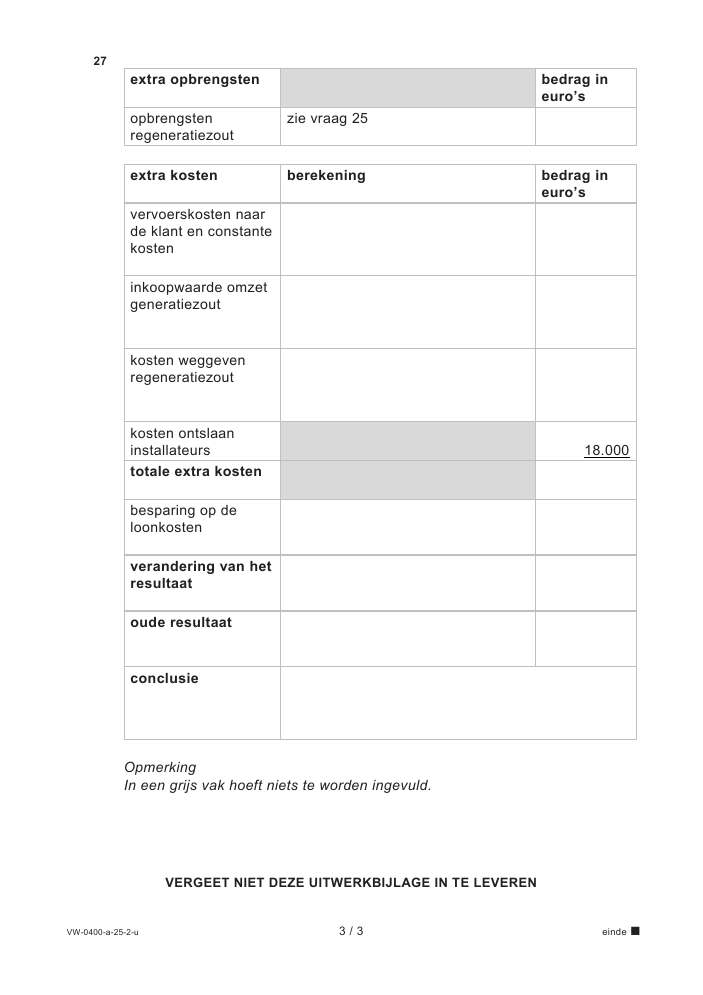 27
extra opbrengsten
bedrag in
euro's
opbrengsten
regeneratiezout
zie vraag 25
extra kosten
berekening
bedrag in
euro's
vervoerskosten naar
de klant en constante
kosten
inkoopwaarde omzet
generatiezout
kosten weggeven
regeneratiezout
kosten ontslaan
installateurs
18.000
totale extra kosten
besparing op de
loonkosten
verandering van het
resultaat
oude resultaat
conclusie
Opmerking
In een grijs vak hoeft niets te worden ingevuld.
VERGEET NIET DEZE UITWERKBIJLAGE IN TE LEVEREN
VW-0400-a-25-2-u
3 / 3
einde ■